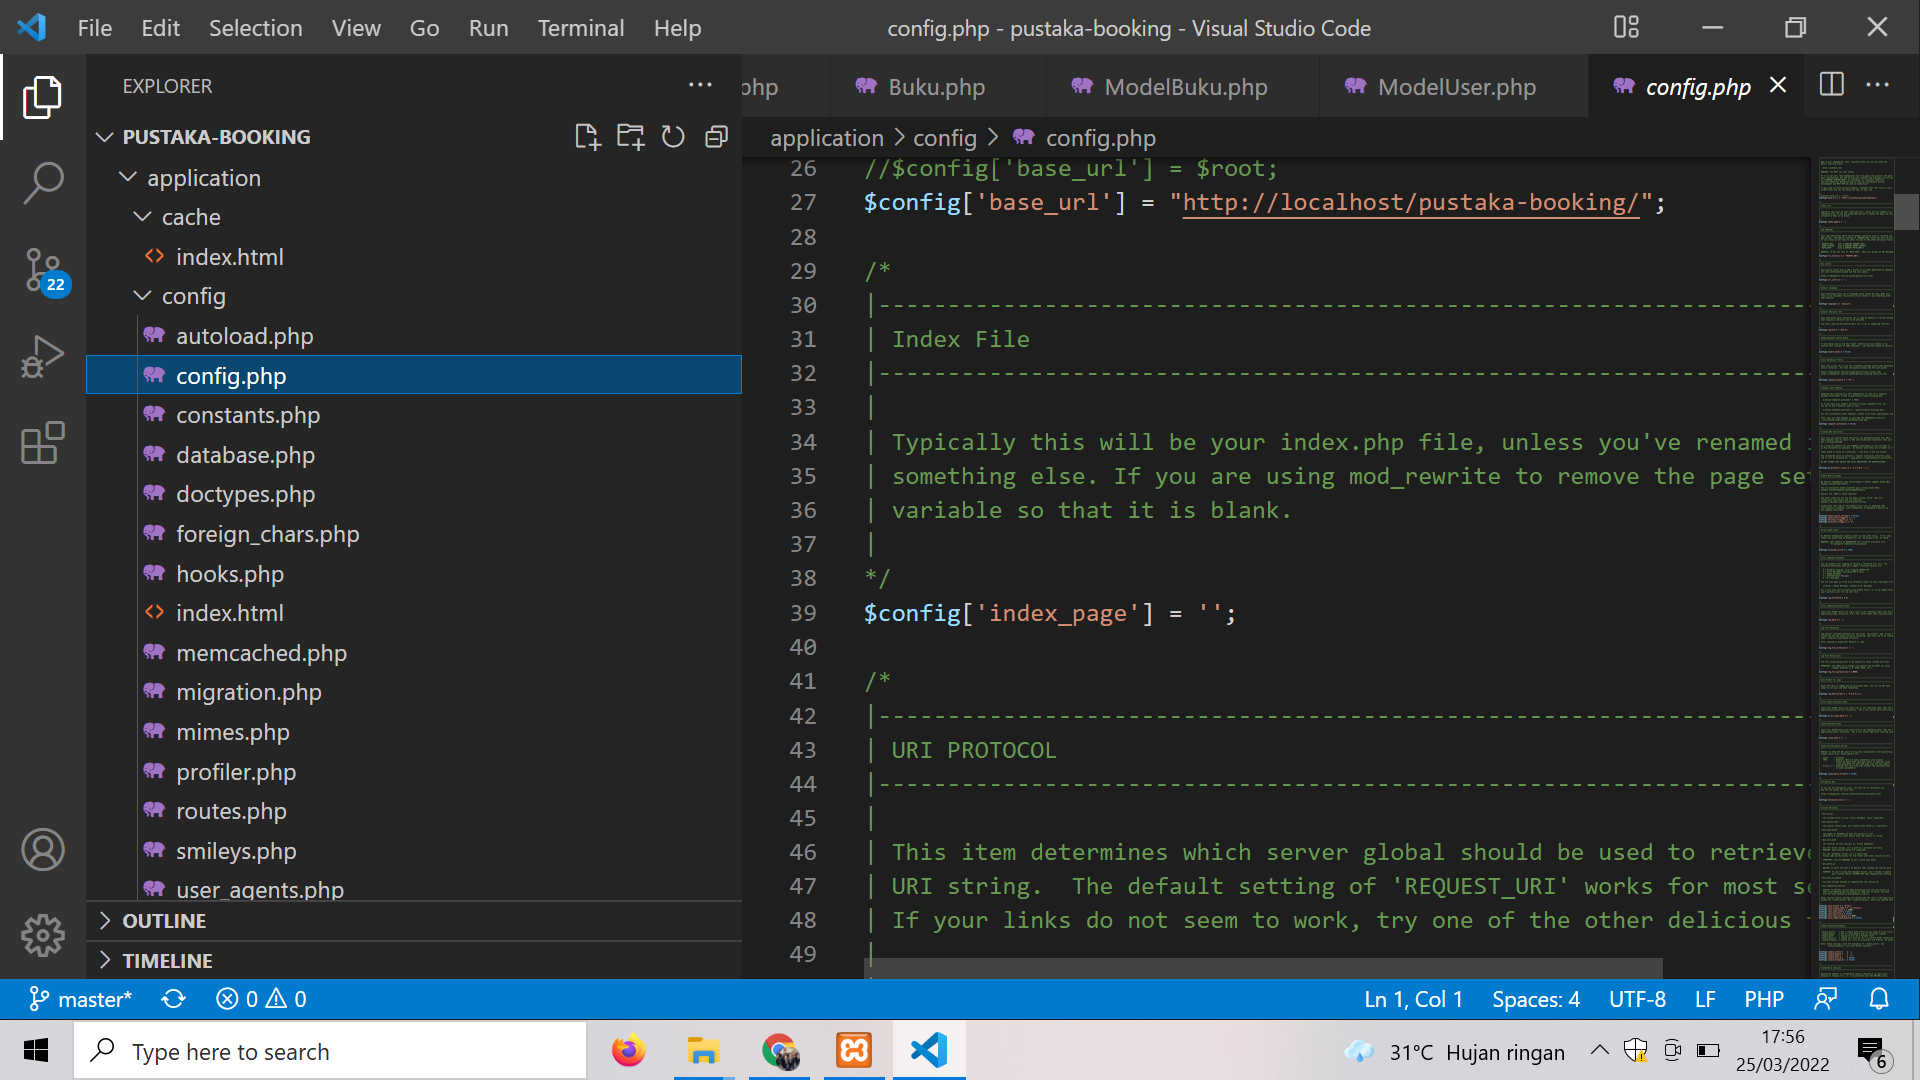 File Edit Selection View Go Run Terminal Help
config.php - pustaka-booking - Visual Studio Code
EXPLORER
PUSTAKA-BOOKING
application
cache
index.html
config
autoload.php
config.php
constants.php
database.php
doctypes.php
foreign_chars.php
hooks.php
index.html
memcached.php
migration.php
mimes.php
profiler.php
routes.php
smileys.php
user_agents.php
OUTLINE
TIMELINE
22
php Buku.php ModelBuku.php ModelUser.php config.php
application > config > config.php
26 //$config['base_url'] = $root;
27 $config['base_url'] = "http://localhost/pustaka-booking/";
28
29 /*
30 |--------------------------------------------------------------------
31 | Index File
32 |--------------------------------------------------------------------
33 |
34 | Typically this will be your index.php file, unless you've renamed
35 | something else. If you are using mod_rewrite to remove the page set
36 | variable so that it is blank.
37 |
38 */
39 $config['index_page'] = '';
40
41 /*
42 |--------------------------------------------------------------------
43 | URI PROTOCOL
44 |--------------------------------------------------------------------
45 |
46 | This item determines which server global should be used to retrieve
47 | URI string.  The default setting of 'REQUEST_URI' works for most se
48 | If your links do not seem to work, try one of the other delicious
49 |
master* 0 0
Ln 1, Col 1 Spaces: 4 UTF-8 LF PHP
Type here to search
31°C Hujan ringan
17:56
25/03/2022
6